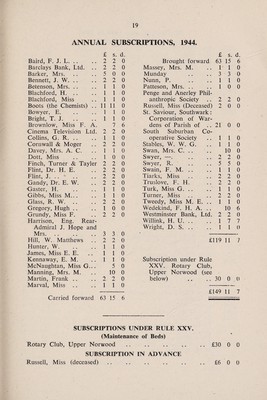 19
ANNUAL SUBSCRIPTIONS, 1944.
£ s. d.
Baird, F. J. L. .. .. 2 2 0
Barclays Bank, Ltd. .. 2 2 0
Barker, Mrs. .. .. 5 0 0
Bennett, J. W. .. .. 2 2 0
Betenson, Mrs. .. .. 1 1 0
Blachford, H. .. .. 1 1 0
Blachford, Miss .. .. 1 1 0
Boots (the Chemists) .. 11 11 0
Bowyer, E. .. .. 1 1 0
Bright, T. J. .. .. 1 1 0
Brownlow, Miss F. A. 7 6
Cinema Television Ltd. 2 2 0
Collins, G. R. .. .. 1 1 0
Cornwall & Moger .. 2 2 0
Davey, Mrs. A. C. .. 1 1 0
Dott, Miss .. .. 1 0 0
Finch, Turner & Tayler 2 2 0
Flint, Dr. H. E. .. 2 2 0
Flint, J. .. .. .. 2 2 0
Gandy, Dr. E. W. .. 2 2 0
Gaster, H. .. .. 1 1 0
Gibbs, Miss M. .. .. 1 1 0
Glass, R. W. .. .. 2 2 0
Gregory, Hugh .. .. 1 0 0
Grundy, Miss F. .. 2 2 0
Harrison, Eng. Rear-
Admiral J. Hope and
Mrs. .. .. .. 3 3 0
Hill, W. Matthews .. 2 2 0
Hunter, W. .. .. 1 1 0
James, Miss E. E. .. 1 1 0
Kennaway, E. M. .. 1 1 0
McNaughtan, Miss G... 5 0
Manning, Mrs. M. .. 10 0
Martin, Frank .. .. 2 2 0
Marval, Miss .. .. 1 1 0
Carried forward 63 15 6
£ s. d.
Brought forward 63 15 6
Massey, Mrs. M. .. 1 1 0
Munday .. .. 3 3 0
Nunn, P. .. .. 1 1 0
Patteson, Mrs. .. .. 1 0 0
Penge and Anerley Phil-
anthropic Society .. 2 2 0
Russell, Miss (Deceased) 2 0 0
St. Saviour, Southwark:
Corporation of War-
dens of Parish of .. 21 0 0
South Suburban Co-
operative Society .. 1 1 0
Stables, W. W. G. .. 1 1 0
Swan, Mrs. C. .. .. 10 0
Swyer, —. .. .. 2 2 0
Swyer, R. .. .. 5 5 0
Swain, F. M. .. .. 1 1 0
Tiarks, Miss .. .. 2 2 0
Truslove, F. H. .. 2 2 0
Turk, Miss G. .. .. 1 1 0
Turner, Miss .. .. 1 1 0
Tweedy, Miss M. E. .. 1 1 0
Wedekind, F. H. A. .. 10 6
Westminster Bank, Ltd. 2 2 0
Willink, H. U. .. .. 1 7 7
Wright, D. S. .. .. 1 1 0
£119 11 7
Subscription under Rule
XXV. Rotary Club,
Upper Norwood (see
below) .. .. 30 0 0
£149 11 7
SUBSCRIPTIONS UNDER RULE XXV.
(Maintenance of Beds)
Rotary Club, Upper Norwood .. .. .. .. .. £30 0 0
SUBSCRIPTION IN ADVANCE
Russell, Miss (deceased) .. .. .. .. .. £6 0 0